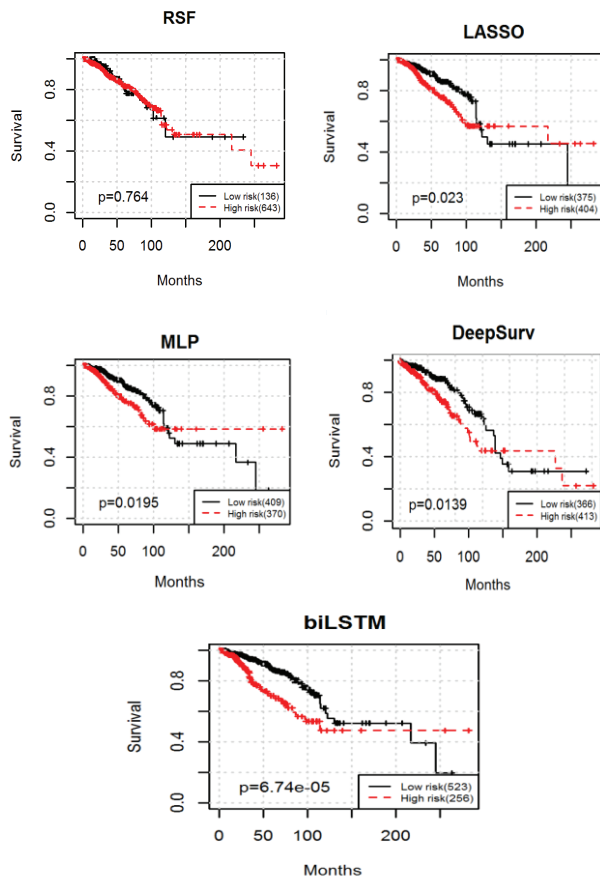 RSF
Survival
0.8
0.4
0.0
p=0.764
Low risk(136)
High risk(643)
0 50 100 200
Months
LASSO
Survival
0.8
0.4
0.0
p=0.023
Low risk(375)
High risk(404)
0 50 100 200
Months
MLP
Survival
0.8
0.4
0.0
p=0.0195
Low risk(409)
High risk(370)
0 50 100 200
Months
DeepSurv
Survival
0.8
0.4
0.0
p=0.0139
Low risk(366)
High risk(413)
0 50 100 200
Months
biLSTM
Survival
0.8
0.4
0.0
p=6.74e-05
Low risk(523)
High risk(256)
0 50 100 200
Months